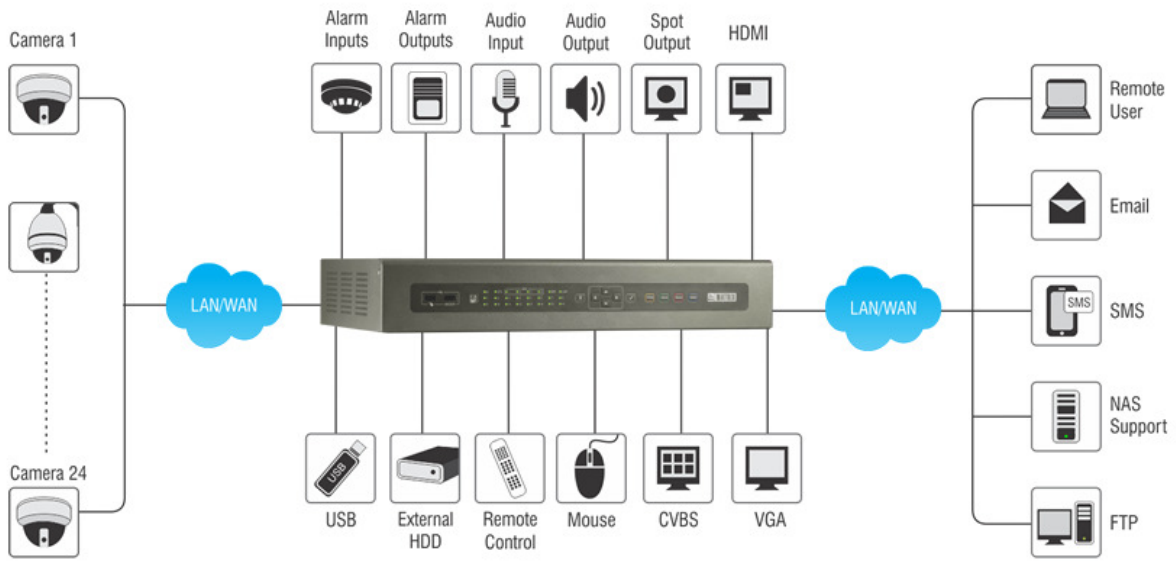 Camera 1
Alarm
Inputs
Alarm
Outputs
Audio
Input
Audio
Output
Spot
Output
HDMI
Remote
User
Email
LAN/WAN
LAN/WAN
SMS
SMS
NAS
Support
Camera 24
USB
USB
External
HDD
Remote
Control
Mouse
CVBS
VGA
FTP